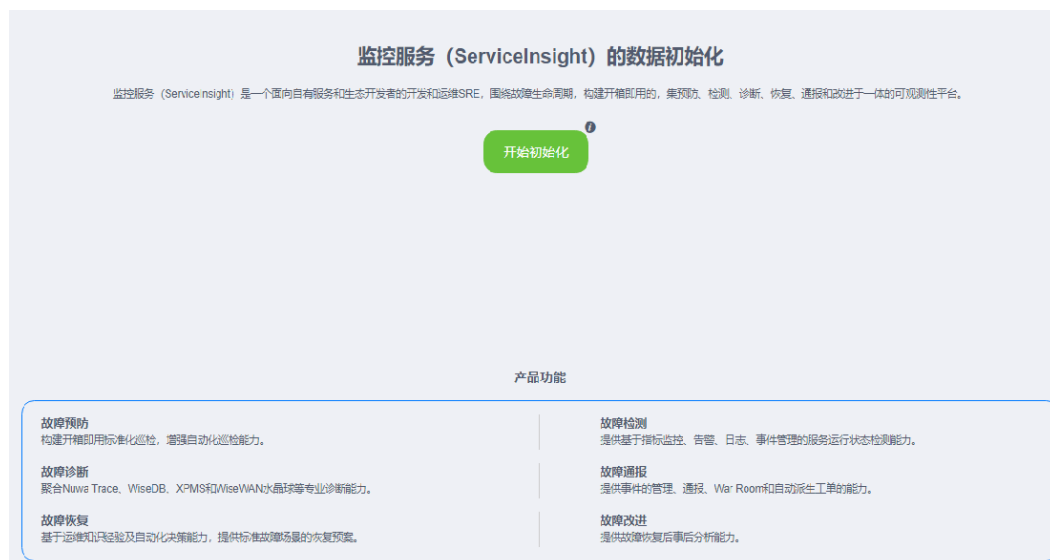 监控服务（ServiceInsight）的数据初始化
监控服务（ServiceInsight）是一个面向自有服务和生态开发者的开发和运维SRE，围绕故障生命周期，构建开箱即用的，集预防、检测、诊断、恢复、通报和改进于一体的可观测性平台。
i
开始初始化
产品功能
故障预防
构建开箱即用标准化巡检，增强自动化巡检能力。
故障检测
提供基于指标监控、告警、日志、事件管理的服务运行状态检测能力。
故障诊断
聚合Nuwa Trace、WiseDB、XPMS和WiseWAN水晶球等专业诊断能力。
故障通报
提供事件的管理、通报、War Room和自动派生工单的能力。
故障恢复
基于运维知识经验及自动化决策能力，提供标准故障场景的恢复预案。
故障改进
提供故障恢复后事后分析能力。